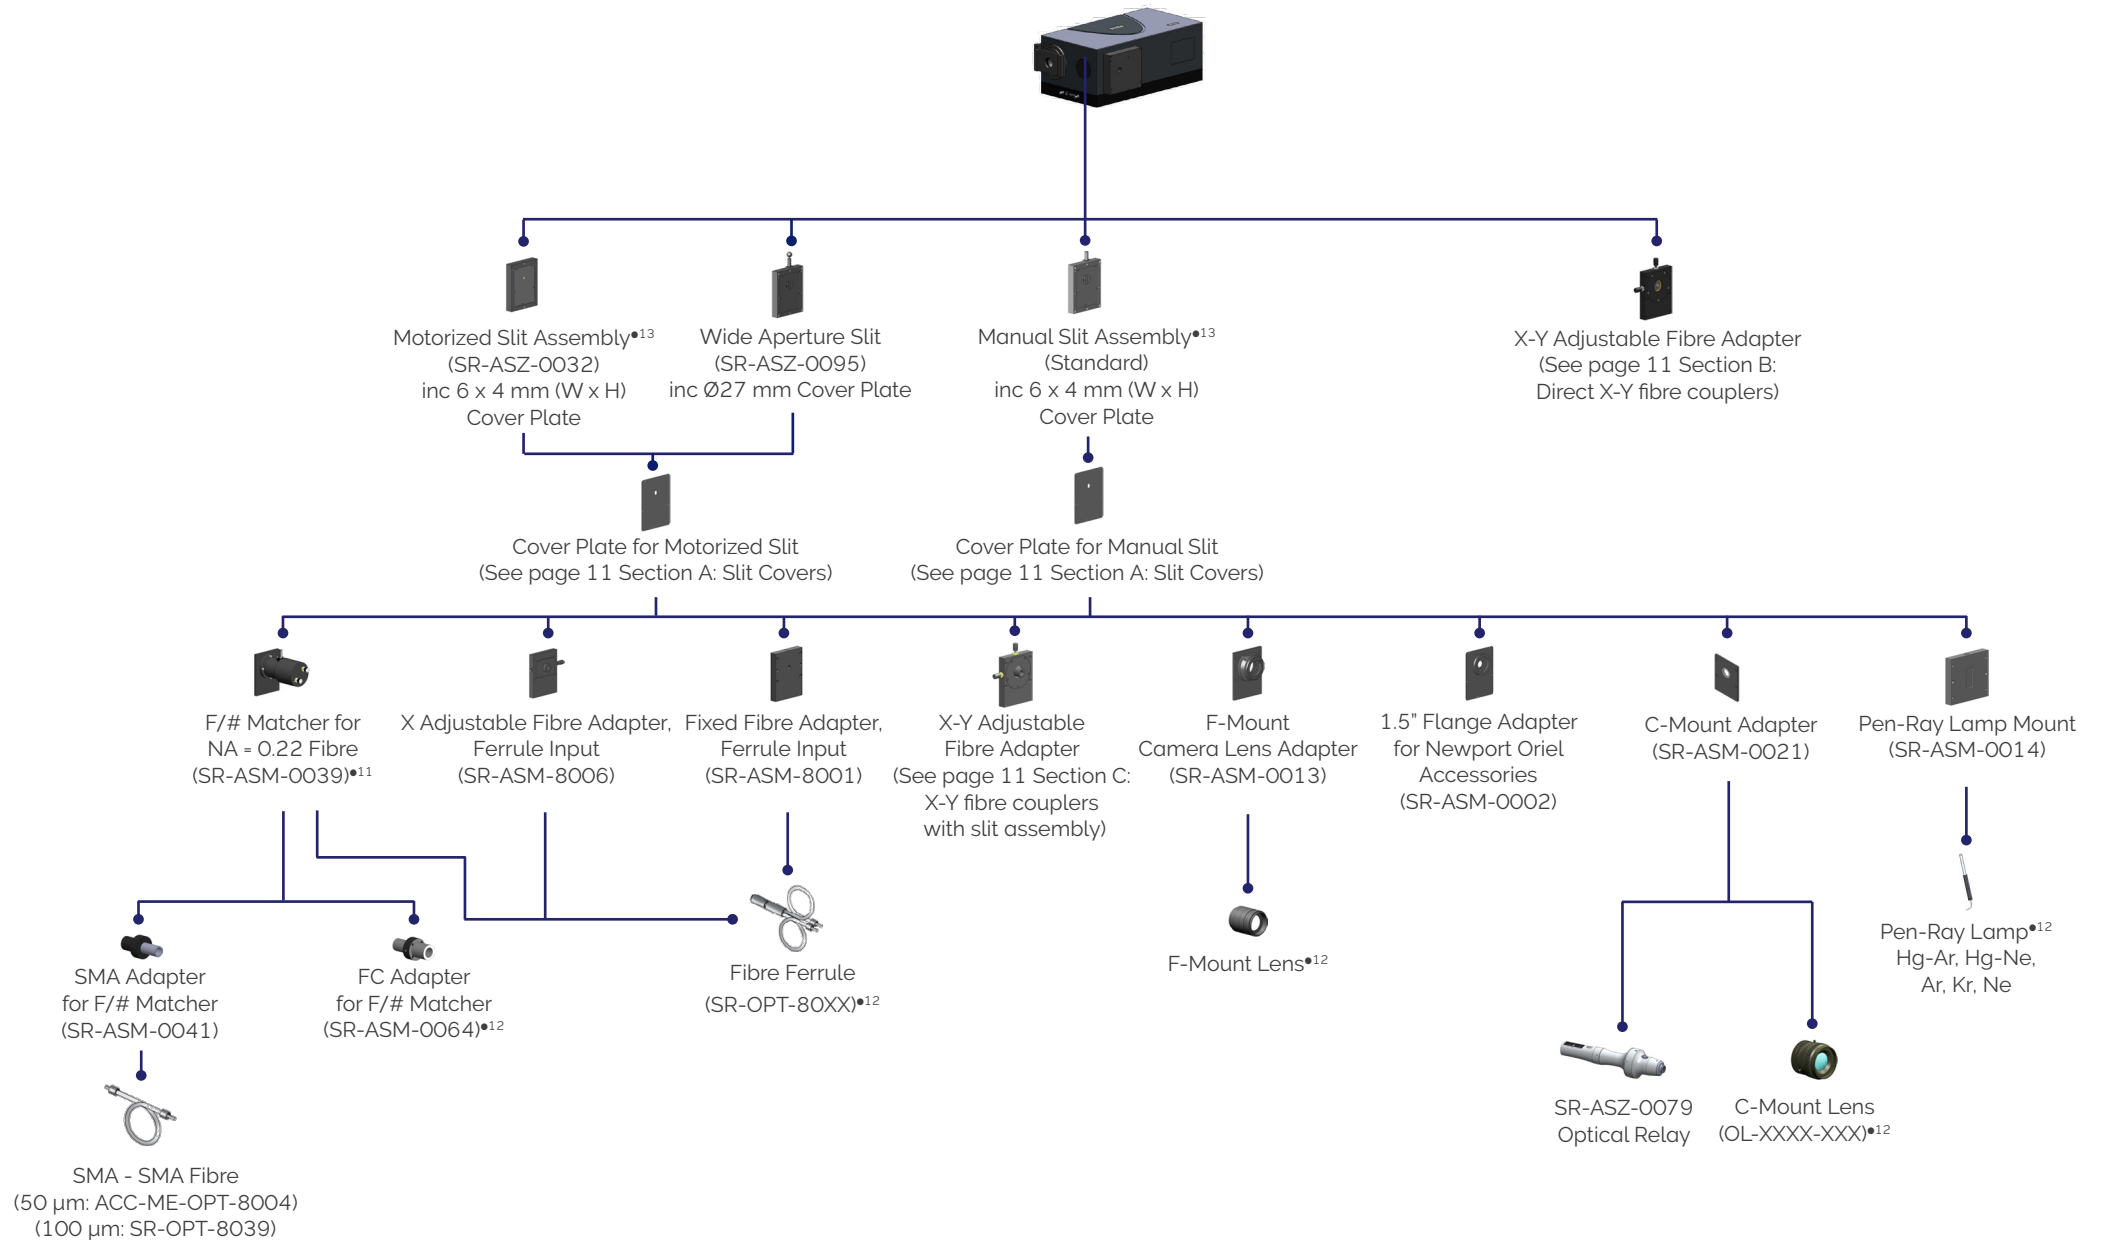 Motorized Slit Assembly●13
(SR-ASZ-0032)
inc 6 x 4 mm (W x H)
Cover Plate
Wide Aperture Slit
(SR-ASZ-0095)
inc Ø27 mm Cover Plate
Manual Slit Assembly●13
(Standard)
inc 6 x 4 mm (W x H)
Cover Plate
X-Y Adjustable Fibre Adapter
(See page 11 Section B:
Direct X-Y fibre couplers)
Cover Plate for Motorized Slit
(See page 11 Section A: Slit Covers)
Cover Plate for Manual Slit
(See page 11 Section A: Slit Covers)
F/# Matcher for
NA = 0.22 Fibre
(SR-ASM-0039)●11
X Adjustable Fibre Adapter,
Ferrule Input
(SR-ASM-8006)
Fixed Fibre Adapter,
Ferrule Input
(SR-ASM-8001)
X-Y Adjustable
Fibre Adapter
(See page 11 Section C:
X-Y fibre couplers
with slit assembly)
F-Mount
Camera Lens Adapter
(SR-ASM-0013)
1.5" Flange Adapter
for Newport Oriel
Accessories
(SR-ASM-0002)
C-Mount Adapter
(SR-ASM-0021)
Pen-Ray Lamp Mount
(SR-ASM-0014)
SMA Adapter
for F/# Matcher
(SR-ASM-0041)
FC Adapter
for F/# Matcher
(SR-ASM-0064)●12
Fibre Ferrule
(SR-OPT-80XX)●12
F-Mount Lens●12
Pen-Ray Lamp●12
Hg-Ar, Hg-Ne,
Ar, Kr, Ne
SR-ASZ-0079
Optical Relay
C-Mount Lens
(OL-XXXX-XXX)●12
SMA - SMA Fibre
(50 µm: ACC-ME-OPT-8004)
(100 µm: SR-OPT-8039)